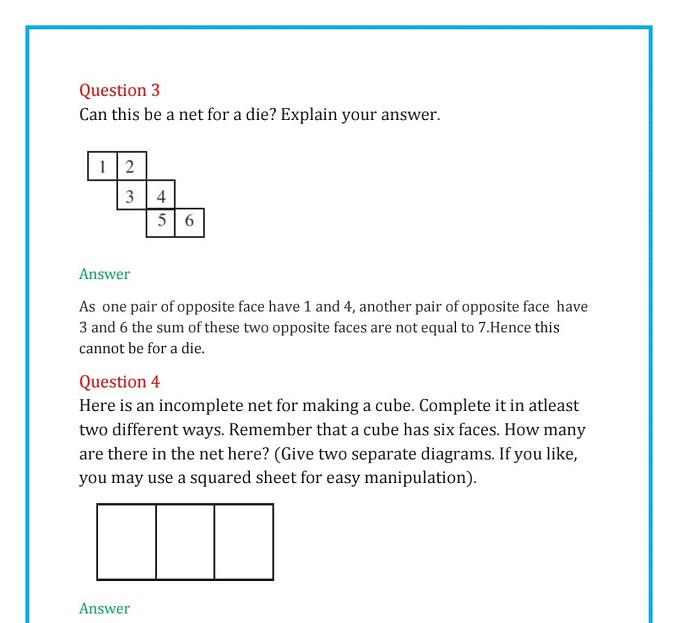 Question 3
Can this be a net for a die? Explain your answer.
1 2
3 4
5 6
Answer
As one pair of opposite face have 1 and 4, another pair of opposite face have
3 and 6 the sum of these two opposite faces are not equal to 7.Hence this
cannot be for a die.
Question 4
Here is an incomplete net for making a cube. Complete it in atleast
two different ways. Remember that a cube has six faces. How many
are there in the net here? (Give two separate diagrams. If you like,
you may use a squared sheet for easy manipulation).
Answer